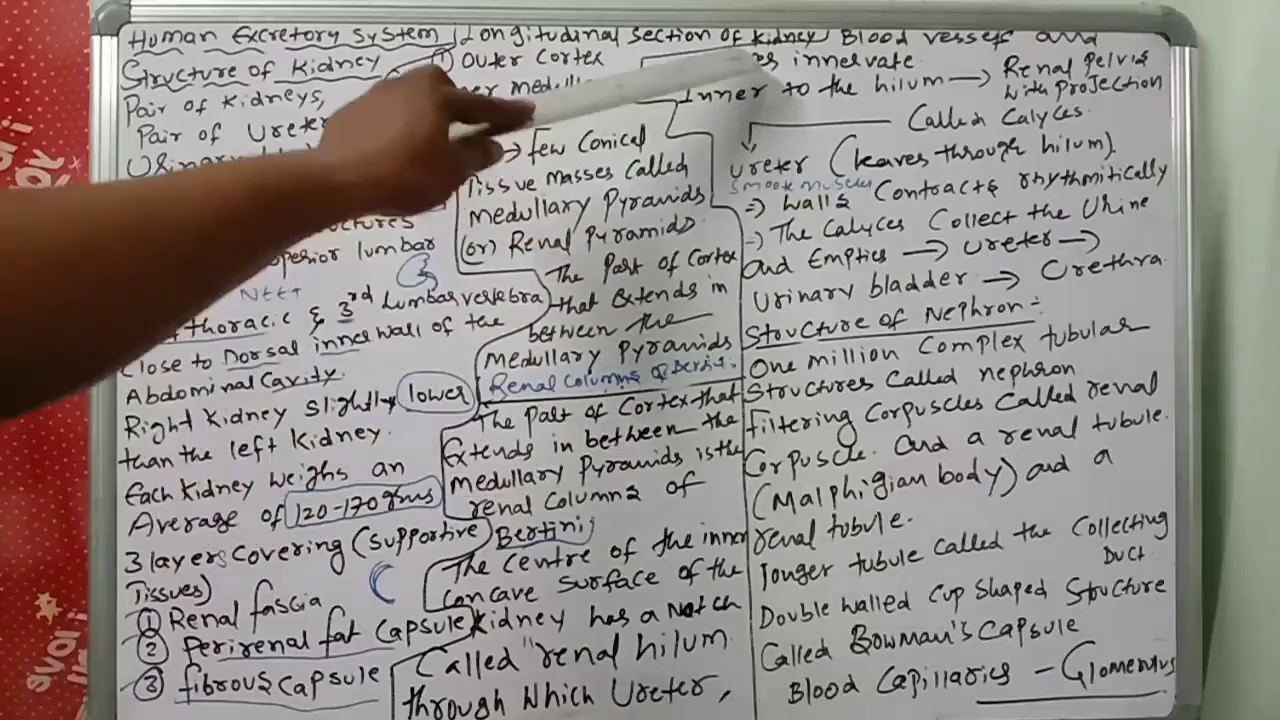 Human Excretory System
Structure of Kidney
Pair of Kidneys,
Pair of Ureter
Urinary
lumbar
NEET
thoracic & 3rd Lumbar vertebra
Close to Dorsal inner wall of the
Abdominal Cavity.
Right Kidney slightly lower
than the left Kidney.
Each Kidney weighs an
Average of 120-170 gms
3 layers covering (supportive
Tissues)
① Renal fascia
② Perirenal fat capsule
③ fibrous capsule
Longitudinal Section of Kidney
① Outer Cortex
→ few Conical
Tissue masses Called
medullary Pyramids
(or) Renal Pyramids
The Part of Cortex
that Extends in
between the
medullary Pyramids
Renal Columns of
The Part of Cortex that
Extends in between the
medullary Pyramids is the
renal Columns of
Bertini
The Centre of the inner
Concave Surface of the
Kidney has a Notch
Called "renal hilum
through which Ureter,
Blood vessels and
innervate
Inner to the hilum → Renal Pelvis
with Projection
Called Calyces.
Ureter (leaves through hilum).
Smooth muscles
⇒ Walls Contracts rhythmitically
⇒ The Calyces Collect the Urine
and Empties → Ureter →
Urinary bladder → Urethra
Structure of Nephron :-
One million Complex tubular
Structures Called nephron
Filtering Corpuscles Called renal
Corpuscle. And a renal tubule.
(Malphigian body) and a
renal tubule.
longer tubule called the Collecting
Duct
Double walled Cup Shaped Structure
Called Bowman's Capsule
Blood Capillaries - Glomerulus